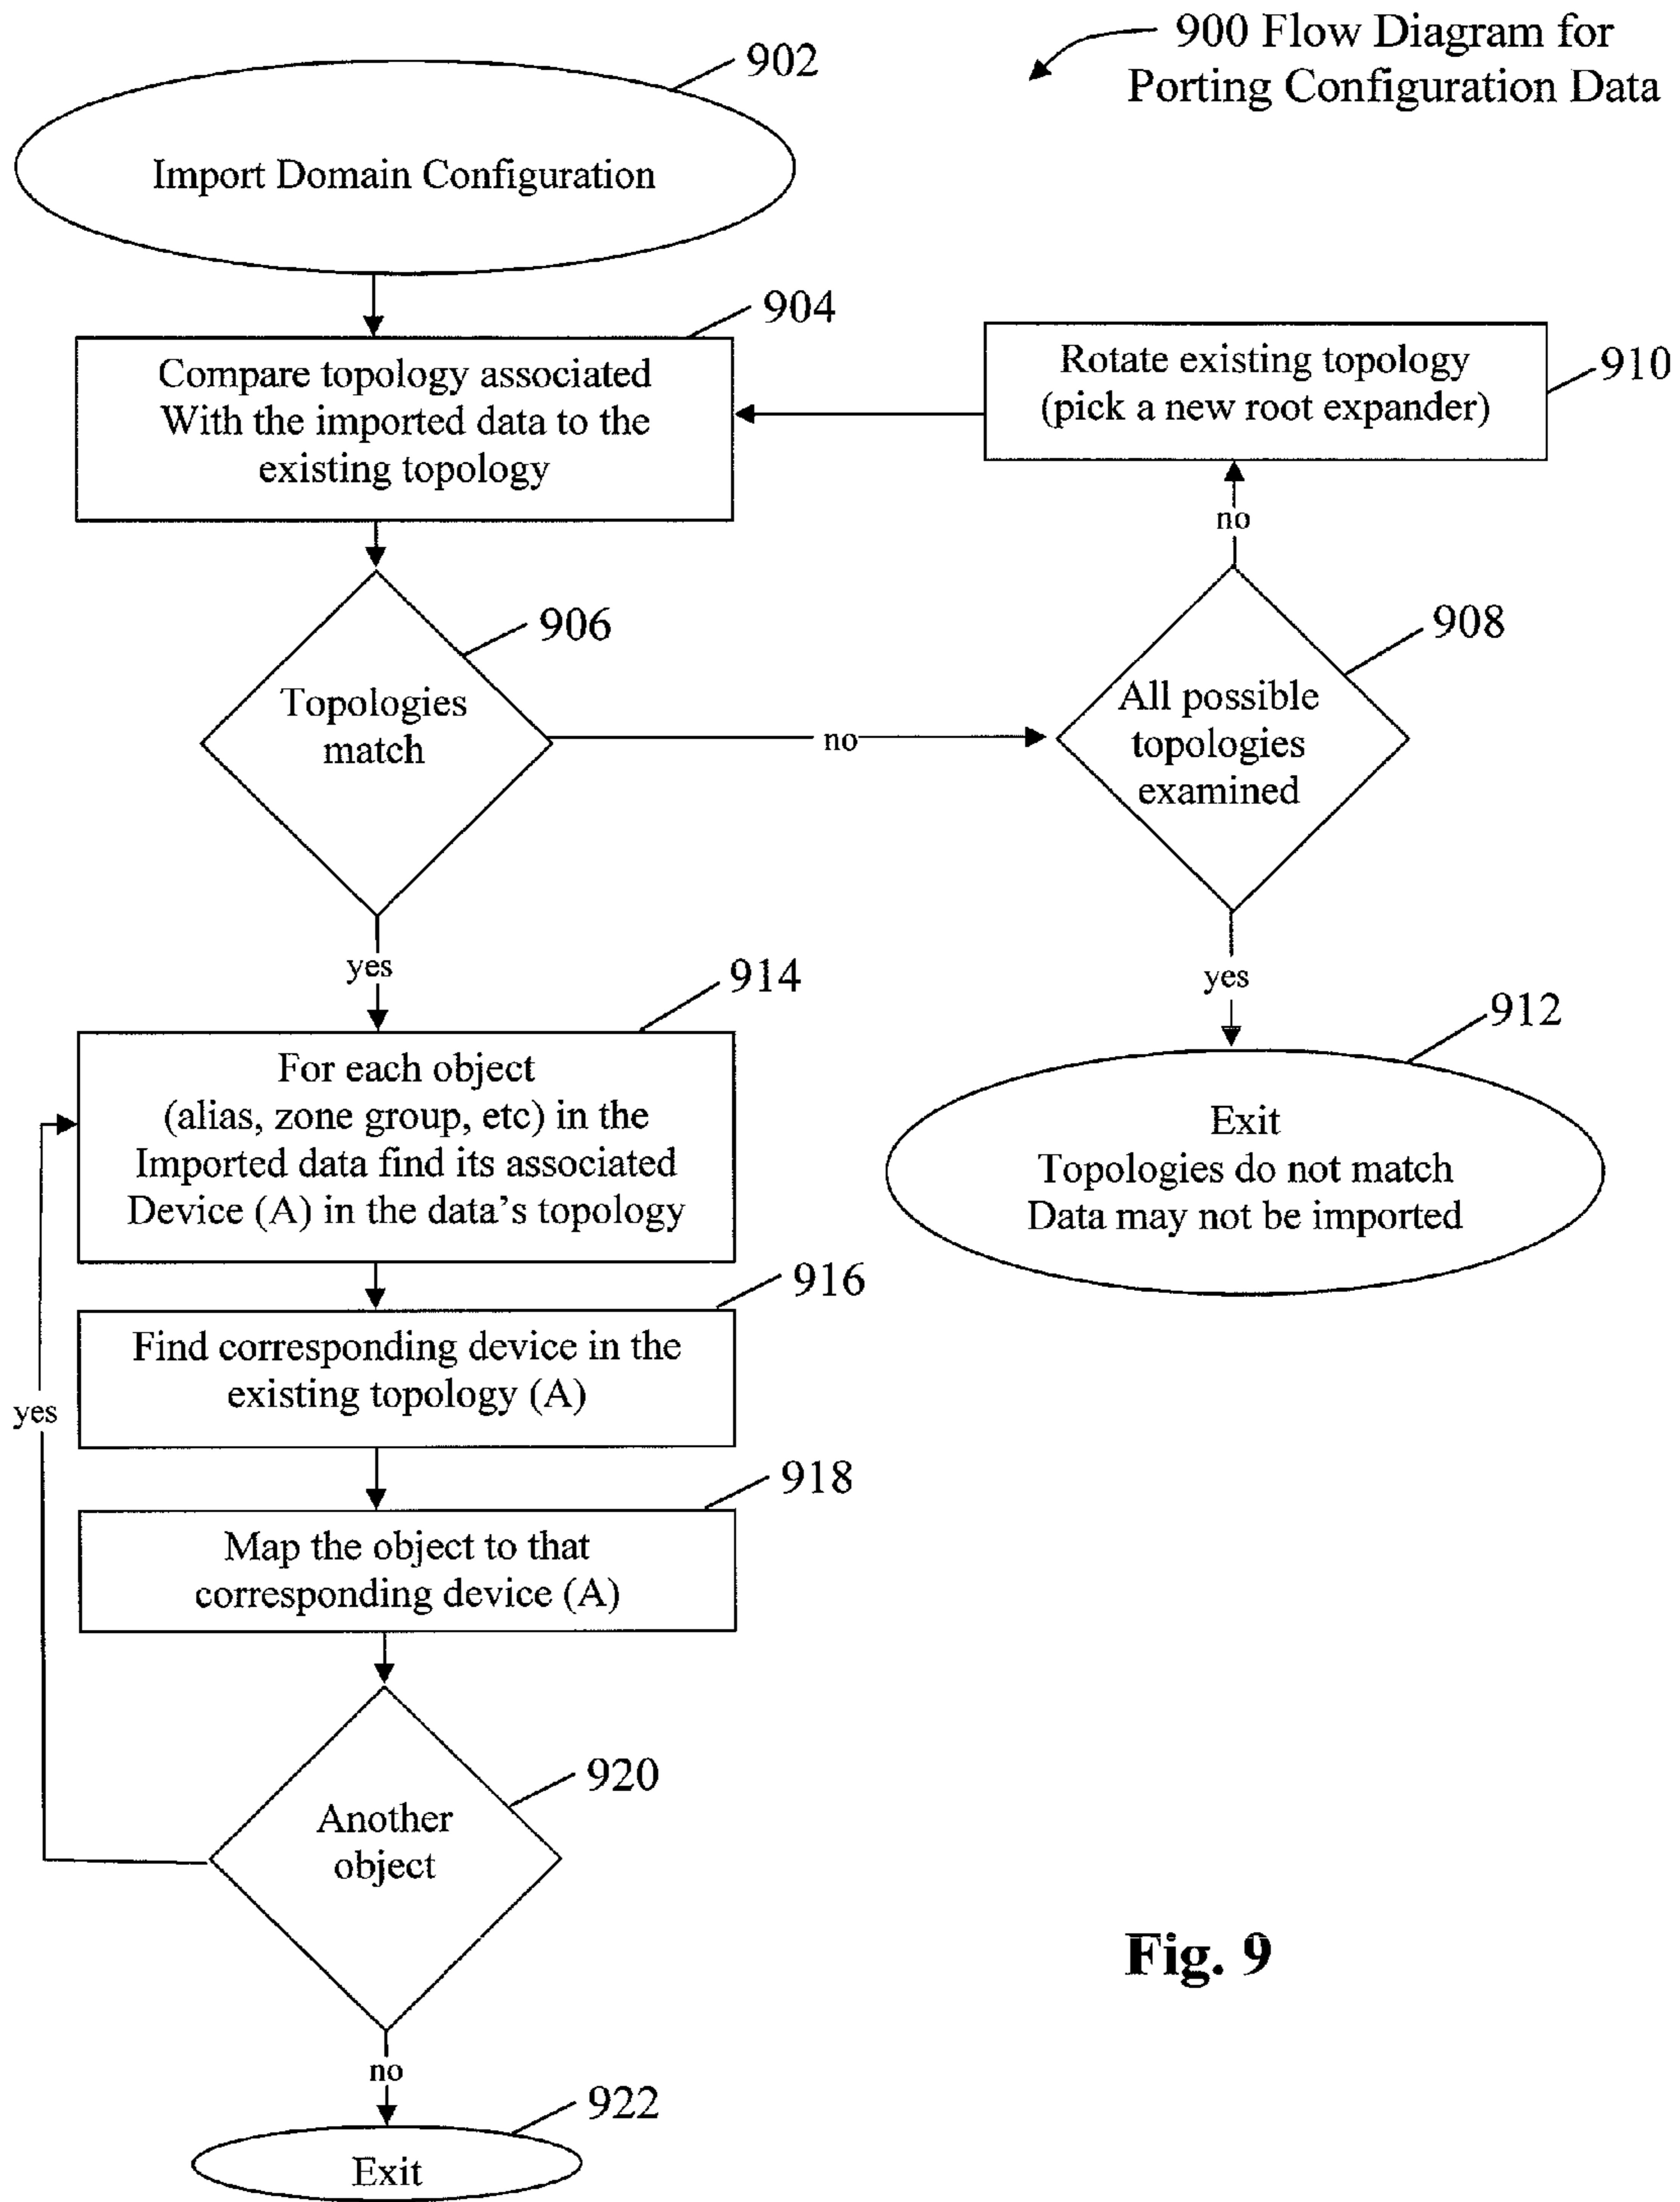 900 Flow Diagram for
Porting Configuration Data
902
Import Domain Configuration
904
Compare topology associated
With the imported data to the
existing topology
910
Rotate existing topology
(pick a new root expander)
no
906
Topologies
match
no
908
All possible
topologies
examined
yes
yes
914
For each object
(alias, zone group, etc) in the
Imported data find its associated
Device (A) in the data's topology
912
Exit
Topologies do not match
Data may not be imported
916
Find corresponding device in the
existing topology (A)
yes
918
Map the object to that
corresponding device (A)
920
Another
object
no
922
Exit
Fig. 9